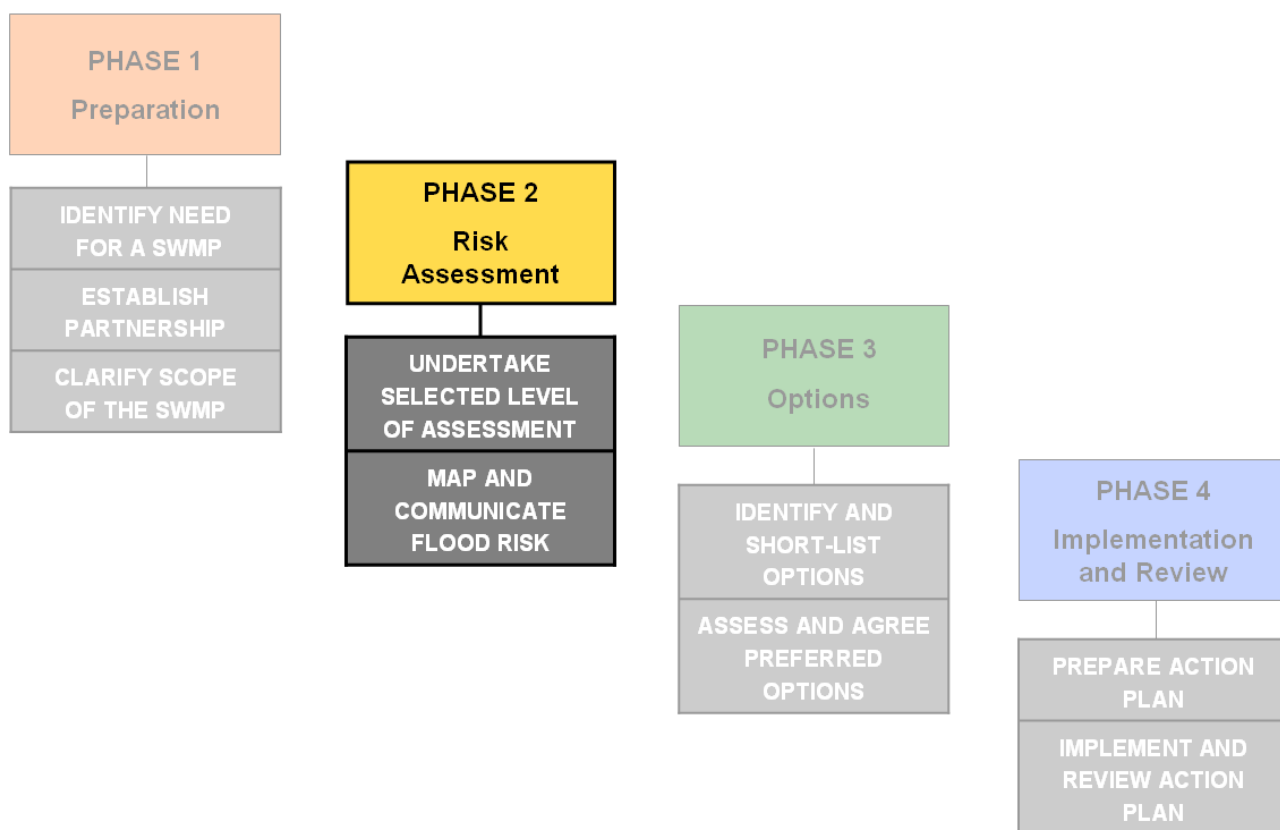 PHASE 1
Preparation
IDENTIFY NEED
FOR A SWMP
ESTABLISH
PARTNERSHIP
CLARIFY SCOPE
OF THE SWMP
PHASE 2
Risk
Assessment
UNDERTAKE
SELECTED LEVEL
OF ASSESSMENT
MAP AND
COMMUNICATE
FLOOD RISK
PHASE 3
Options
IDENTIFY AND
SHORT-LIST
OPTIONS
ASSESS AND AGREE
PREFERRED
OPTIONS
PHASE 4
Implementation
and Review
PREPARE ACTION
PLAN
IMPLEMENT AND
REVIEW ACTION
PLAN